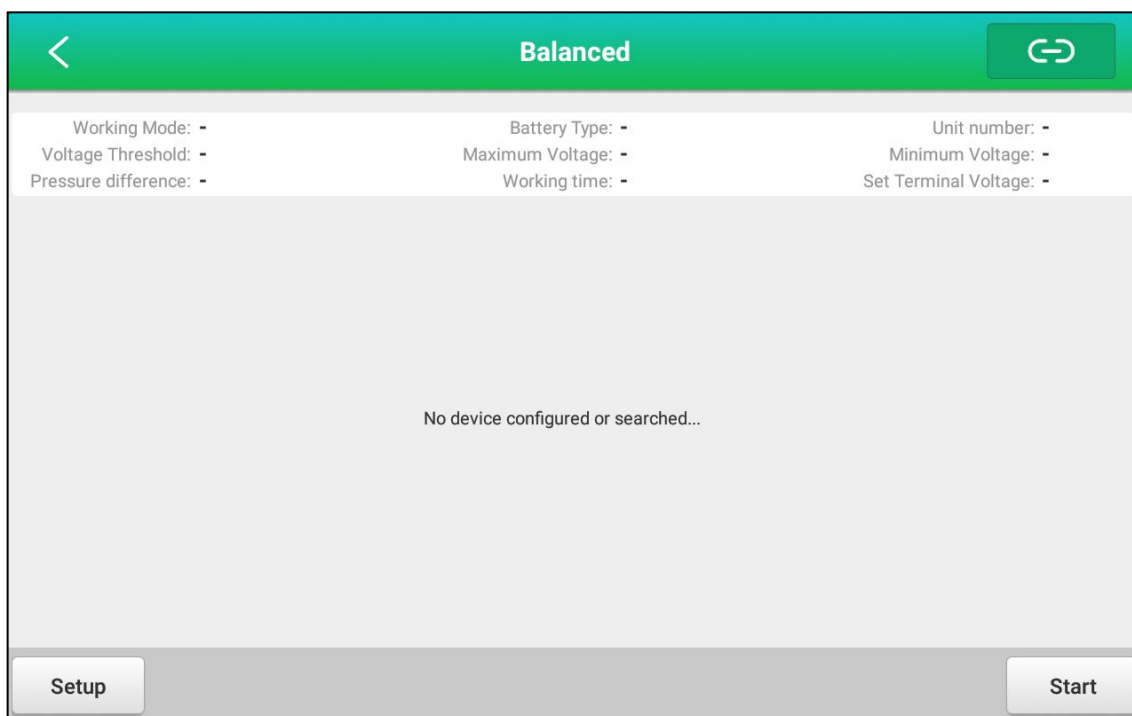 Balanced
Working Mode: - Battery Type: - Unit number: -
Voltage Threshold: - Maximum Voltage: - Minimum Voltage: -
Pressure difference: - Working time: - Set Terminal Voltage: -
No device configured or searched...
Setup Start